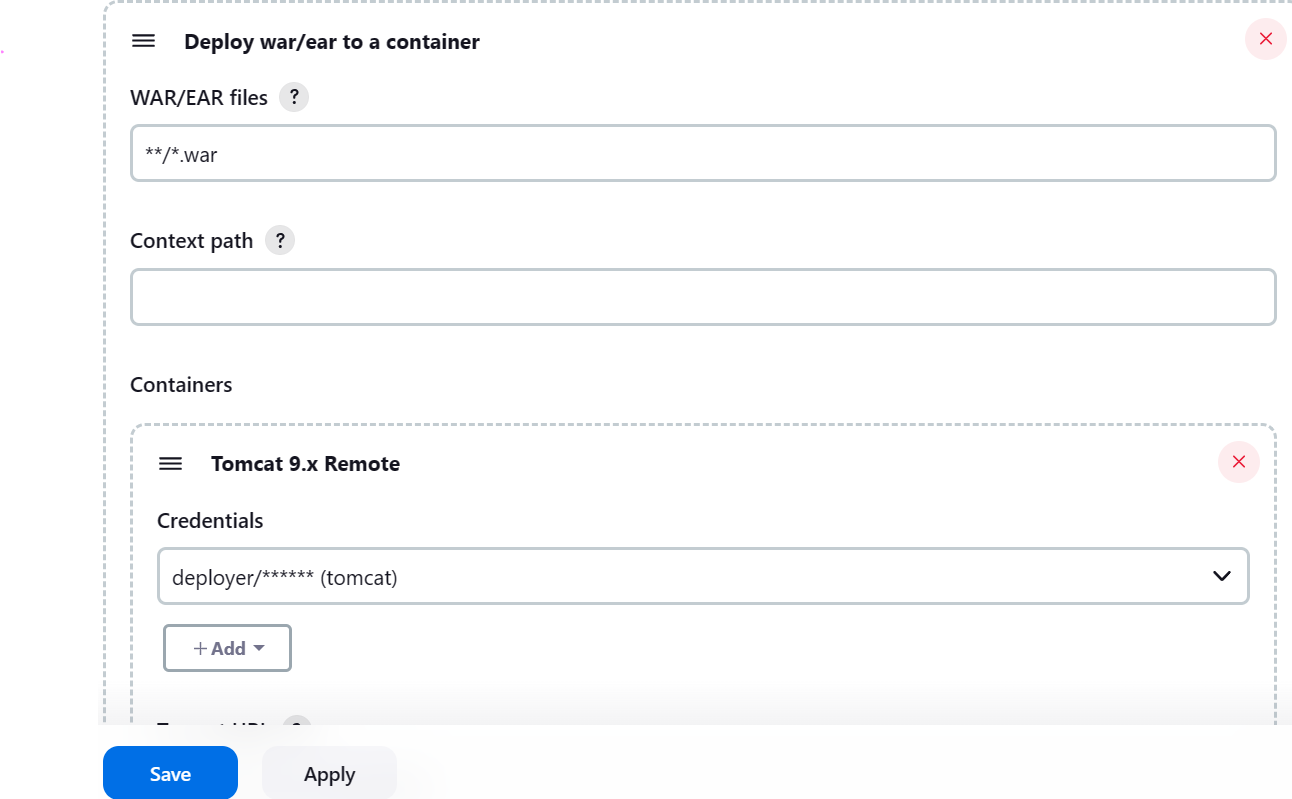 Deploy war/ear to a container
WAR/EAR files ?
**/*.war
Context path ?
Containers
Tomcat 9.x Remote
Credentials
deployer/****** (tomcat)
+ Add
Save Apply